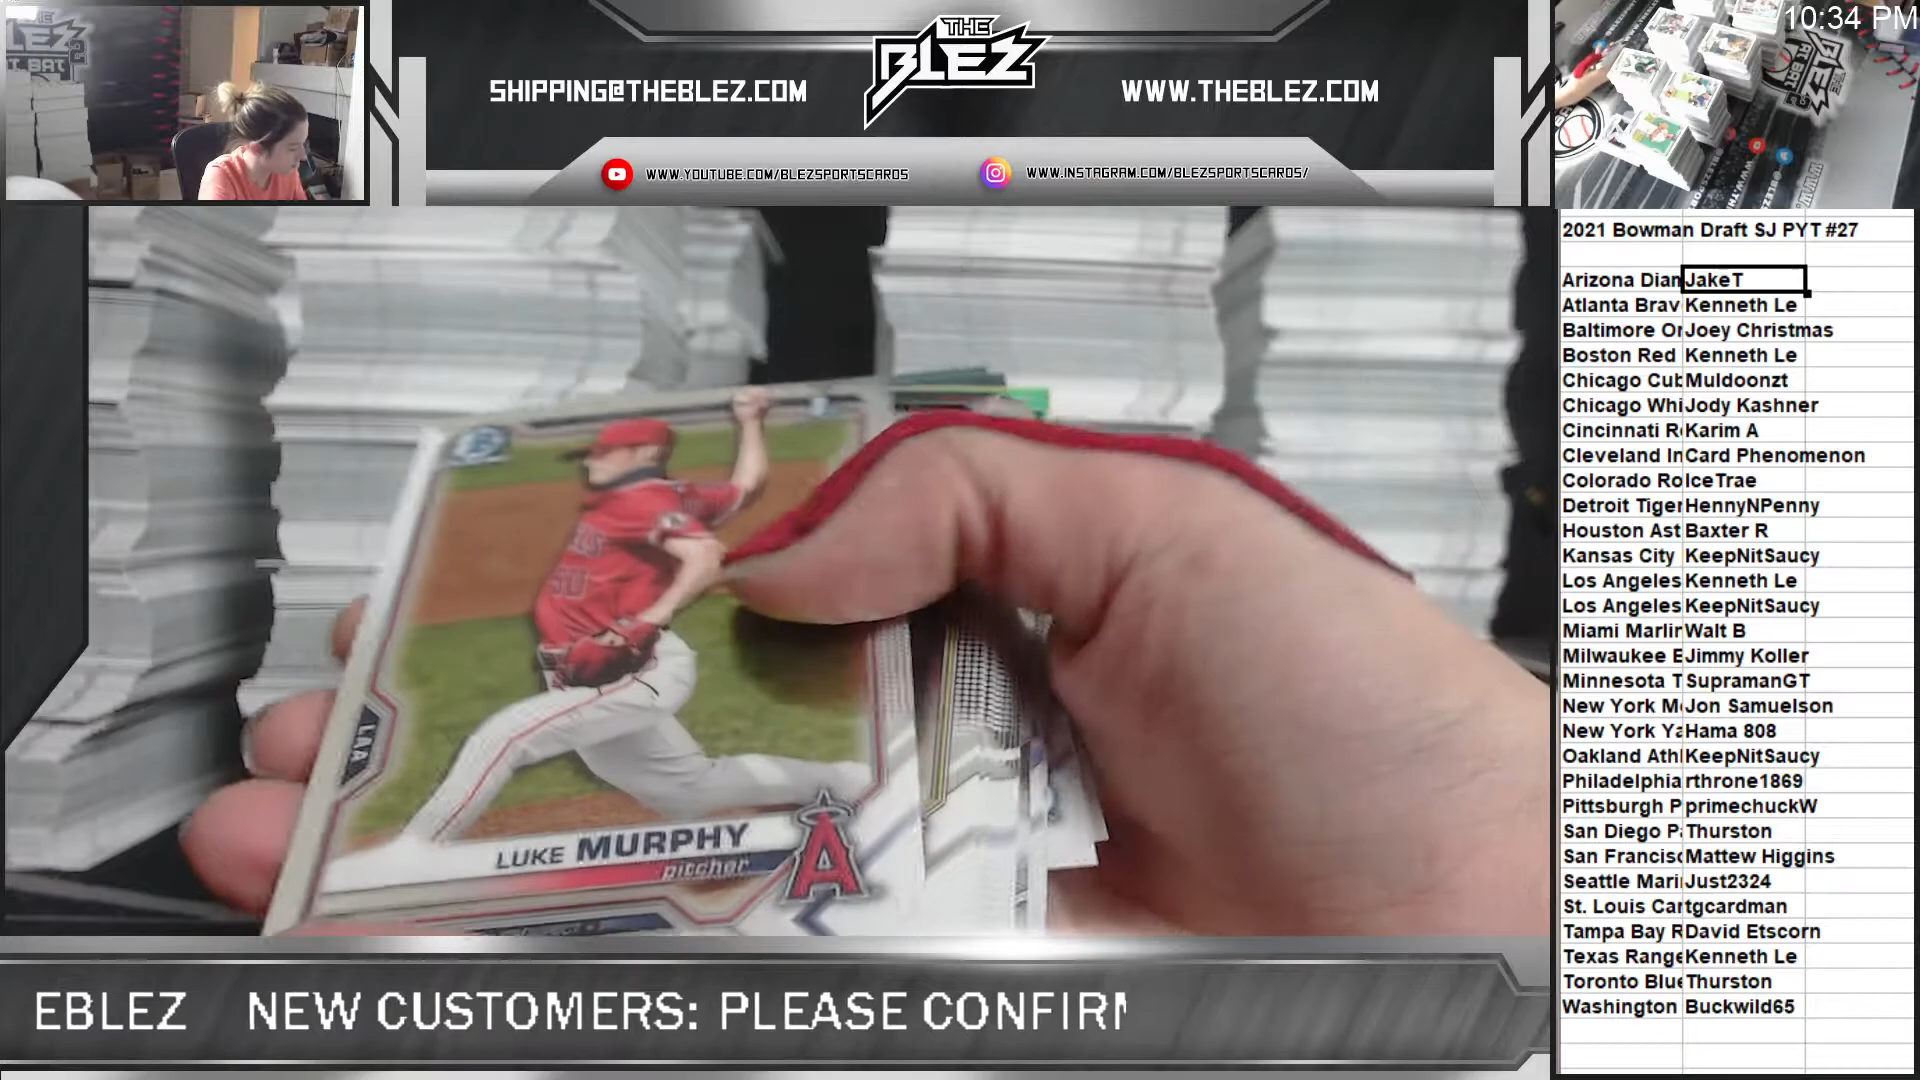 10:34 PM
THE
BLEZ
SHIPPING@THEBLEZ.COM
WWW.THEBLEZ.COM
WWW.YOUTUBE.COM/BLEZSPORTSCARDS
WWW.INSTAGRAM.COM/BLEZSPORTSCARDS/
2021 Bowman Draft SJ PYT #27
Arizona Dian JakeT
Atlanta Brav Kenneth Le
Baltimore Or Joey Christmas
Boston Red Kenneth Le
Chicago Cub Muldoonzt
Chicago Whi Jody Kashner
Cincinnati Re Karim A
Cleveland In Card Phenomenon
Colorado Ro IceTrae
Detroit Tiger HennyNPenny
Houston Ast Baxter R
Kansas City KeepNitSaucy
Los Angeles Kenneth Le
Los Angeles KeepNitSaucy
Miami Marlin Walt B
Milwaukee B Jimmy Koller
Minnesota T SupramanGT
New York Me Jon Samuelson
New York Ya Hama 808
Oakland Athl KeepNitSaucy
Philadelphia rthrone1869
Pittsburgh P primechuckW
San Diego P Thurston
San Francisc Mattew Higgins
Seattle Mari Just2324
St. Louis Car tgcardman
Tampa Bay R David Etscorn
Texas Range Kenneth Le
Toronto Blue Thurston
Washington Buckwild65
LAA
LUKE MURPHY
pitcher
A
EBLEZ NEW CUSTOMERS: PLEASE CONFIRM